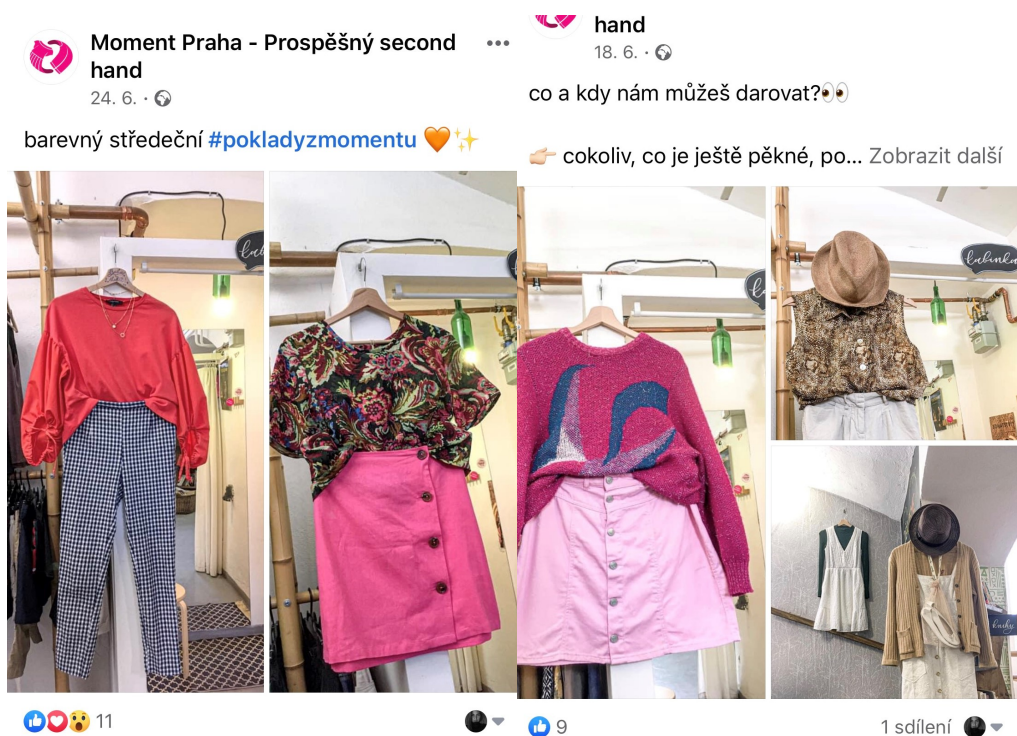 Moment Praha - Prospěšný second
hand
24. 6. ·
barevný středeční #pokladyzmomentu 🧡✨
11
hand
18. 6. ·
co a kdy nám můžeš darovat?👀
👉🏻 cokoliv, co je ještě pěkné, po... Zobrazit další
kabinka
9
1 sdílení